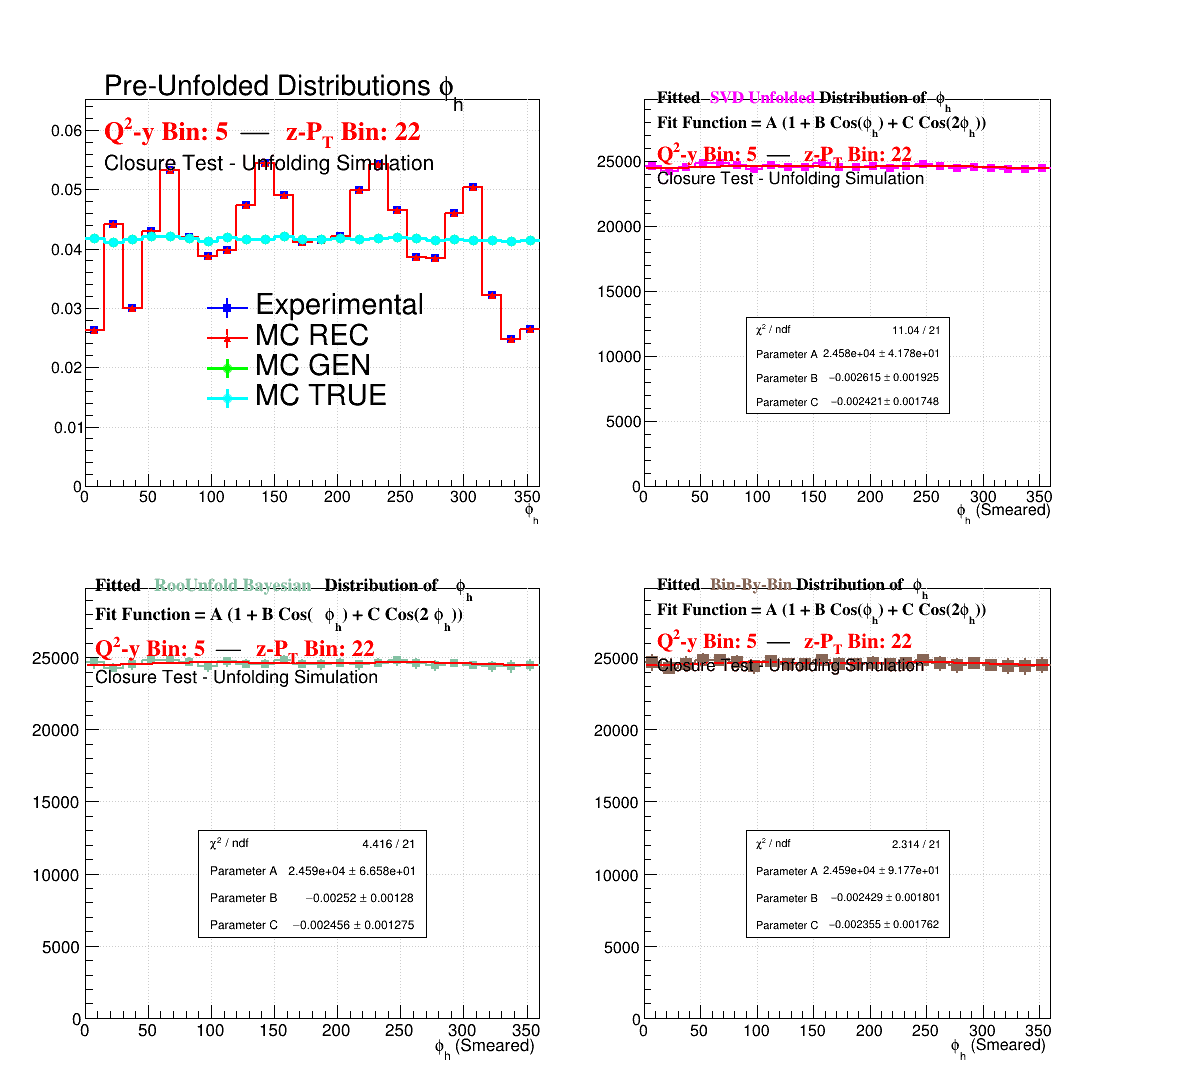 Pre-Unfolded Distributions ϕh
Q²-y Bin: 5 — z-PT Bin: 22
Closure Test - Unfolding Simulation
0.06
0.05
0.04
0.03
0.02
0.01
0
Experimental
MC REC
MC GEN
MC TRUE
0 50 100 150 200 250 300 350
ϕh
Fitted SVD Unfolded Distribution of ϕh
Fit Function = A (1 + B Cos(ϕh) + C Cos(2ϕh))
Q²-y Bin: 5 — z-PT Bin: 22
Closure Test - Unfolding Simulation
25000
20000
15000
10000
5000
0
χ² / ndf 11.04 / 21
Parameter A 2.458e+04 ± 4.178e+01
Parameter B −0.002615 ± 0.001925
Parameter C −0.002421 ± 0.001748
0 50 100 150 200 250 300 350
ϕh (Smeared)
Fitted RooUnfold Bayesian Distribution of ϕh
Fit Function = A (1 + B Cos( ϕh) + C Cos(2 ϕh))
Q²-y Bin: 5 — z-PT Bin: 22
Closure Test - Unfolding Simulation
25000
20000
15000
10000
5000
0
χ² / ndf 4.416 / 21
Parameter A 2.459e+04 ± 6.658e+01
Parameter B −0.00252 ± 0.00128
Parameter C −0.002456 ± 0.001275
0 50 100 150 200 250 300 350
ϕh (Smeared)
Fitted Bin-By-Bin Distribution of ϕh
Fit Function = A (1 + B Cos(ϕh) + C Cos(2ϕh))
Q²-y Bin: 5 — z-PT Bin: 22
Closure Test - Unfolding Simulation
25000
20000
15000
10000
5000
0
χ² / ndf 2.314 / 21
Parameter A 2.459e+04 ± 9.177e+01
Parameter B −0.002429 ± 0.001801
Parameter C −0.002355 ± 0.001762
0 50 100 150 200 250 300 350
ϕh (Smeared)